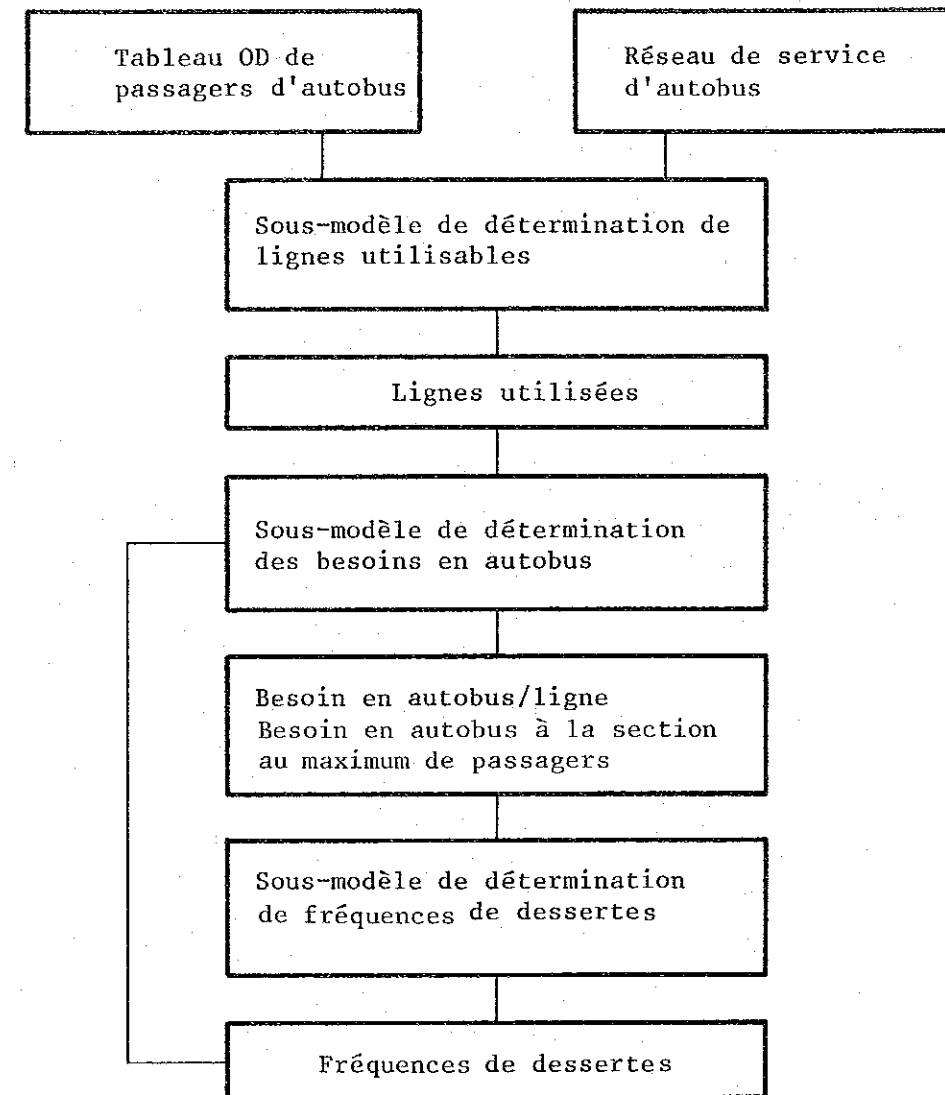 Tableau OD de
passagers d'autobus
Réseau de service
d'autobus
Sous-modèle de détermination de
lignes utilisables
Lignes utilisées
Sous-modèle de détermination
des besoins en autobus
Besoin en autobus/ligne
Besoin en autobus à la section
au maximum de passagers
Sous-modèle de détermination
de fréquences de dessertes
Fréquences de dessertes